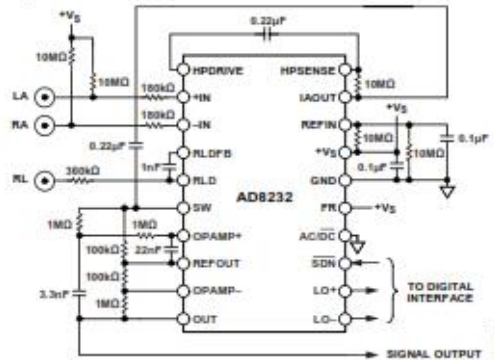 +VS
0.22µF
10MΩ
10MΩ
HPDRIVE
HPSENSE
10MΩ
LA
180kΩ
+IN
IAOUT
+VS
RA
180kΩ
–IN
REFIN
0.22µF
10MΩ
0.1µF
RLDFB
+VS
10MΩ
1nF
0.1µF
RL
360kΩ
RLD
GND
AD8232
SW
FR
+VS
1MΩ
1MΩ
OPAMP+
AC/DC
100kΩ
22nF
REFOUT
SDN
100kΩ
OPAMP–
LO+
TO DIGITAL
INTERFACE
3.3nF
1MΩ
OUT
LO–
SIGNAL OUTPUT